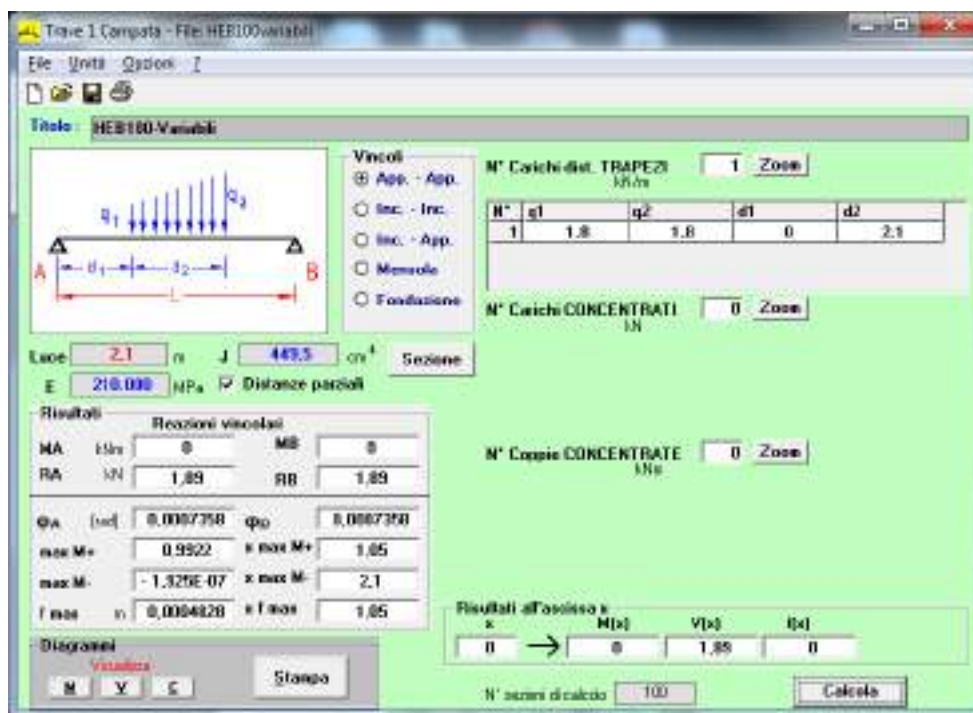 Trave 1 Campata - File: HEB100variabili
File Unità Opzioni ?
Titolo : HEB100-Variabili
q1 q2
A d1 d2 B
L
Vincoli
App. - App.
Inc. - Inc.
Inc. - App.
Mensola
Fondazione
N° Carichi dist. TRAPEZI 1 Zoom
kN/m
N° q1 q2 d1 d2
1 1.8 1.8 0 2.1
N° Carichi CONCENTRATI 0 Zoom
kN
Luce 2.1 m J 449,5 cm4 Sezione
E 210.000 MPa Distanze parziali
Risultati
Reazioni vincolari
MA kNm 0 MB 0
RA kN 1,89 RB 1,89
N° Coppie CONCENTRATE 0 Zoom
kNm
φA [rad] 0,0007358 0,0007358
max M+ 0,9922 x max M+ 1,05
max M- -1,925E-07 x max M- 2,1
f max m 0,0004828 x f max 1,05
Risultati all'ascissa x
x M(x) V(x) f(x)
0 → 0 1.89 0
Diagrammi
Visualizza
M V Stampa
N° sezioni di calcolo 100 Calcola